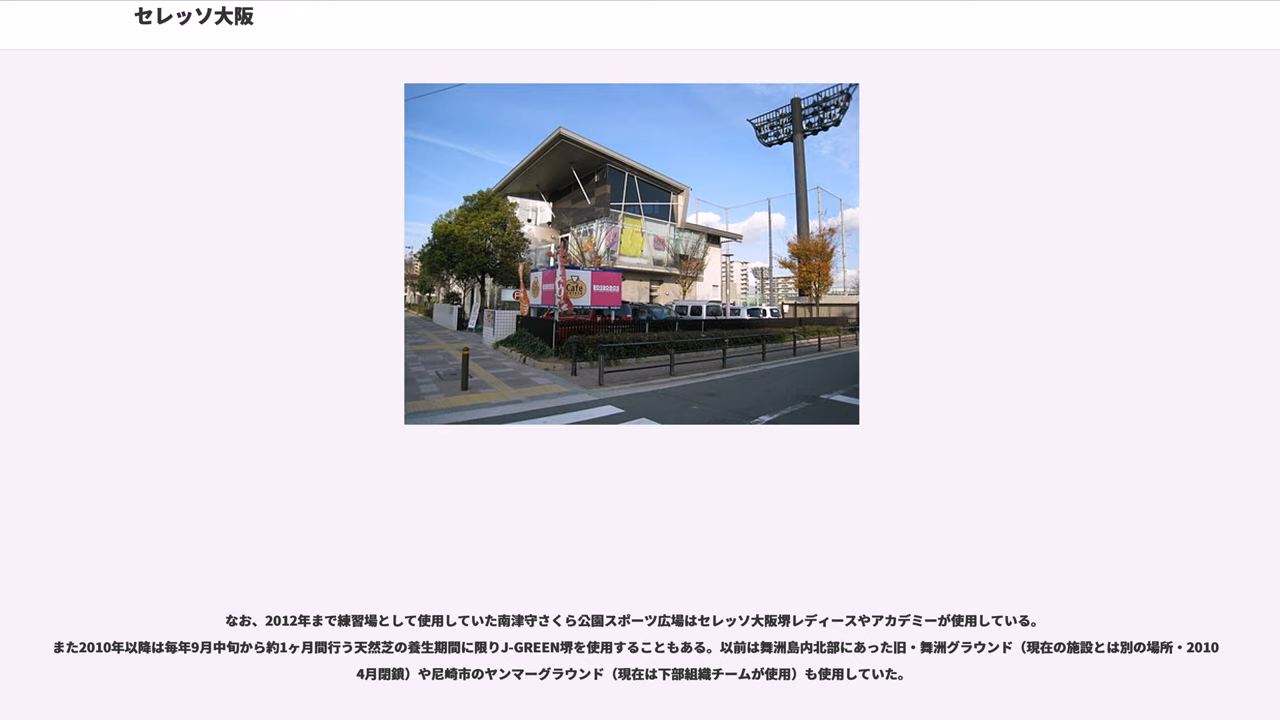 セレッソ大阪
Café
なお、2012年まで練習場として使用していた南津守さくら公園スポーツ広場はセレッソ大阪堺レディースやアカデミーが使用している。
また2010年以降は毎年9月中旬から約1ヶ月間行う天然芝の養生期間に限りJ-GREEN堺を使用することもある。以前は舞洲島内北部にあった旧・舞洲グラウンド（現在の施設とは別の場所・2010
4月閉鎖）や尼崎市のヤンマーグラウンド（現在は下部組織チームが使用）も使用していた。